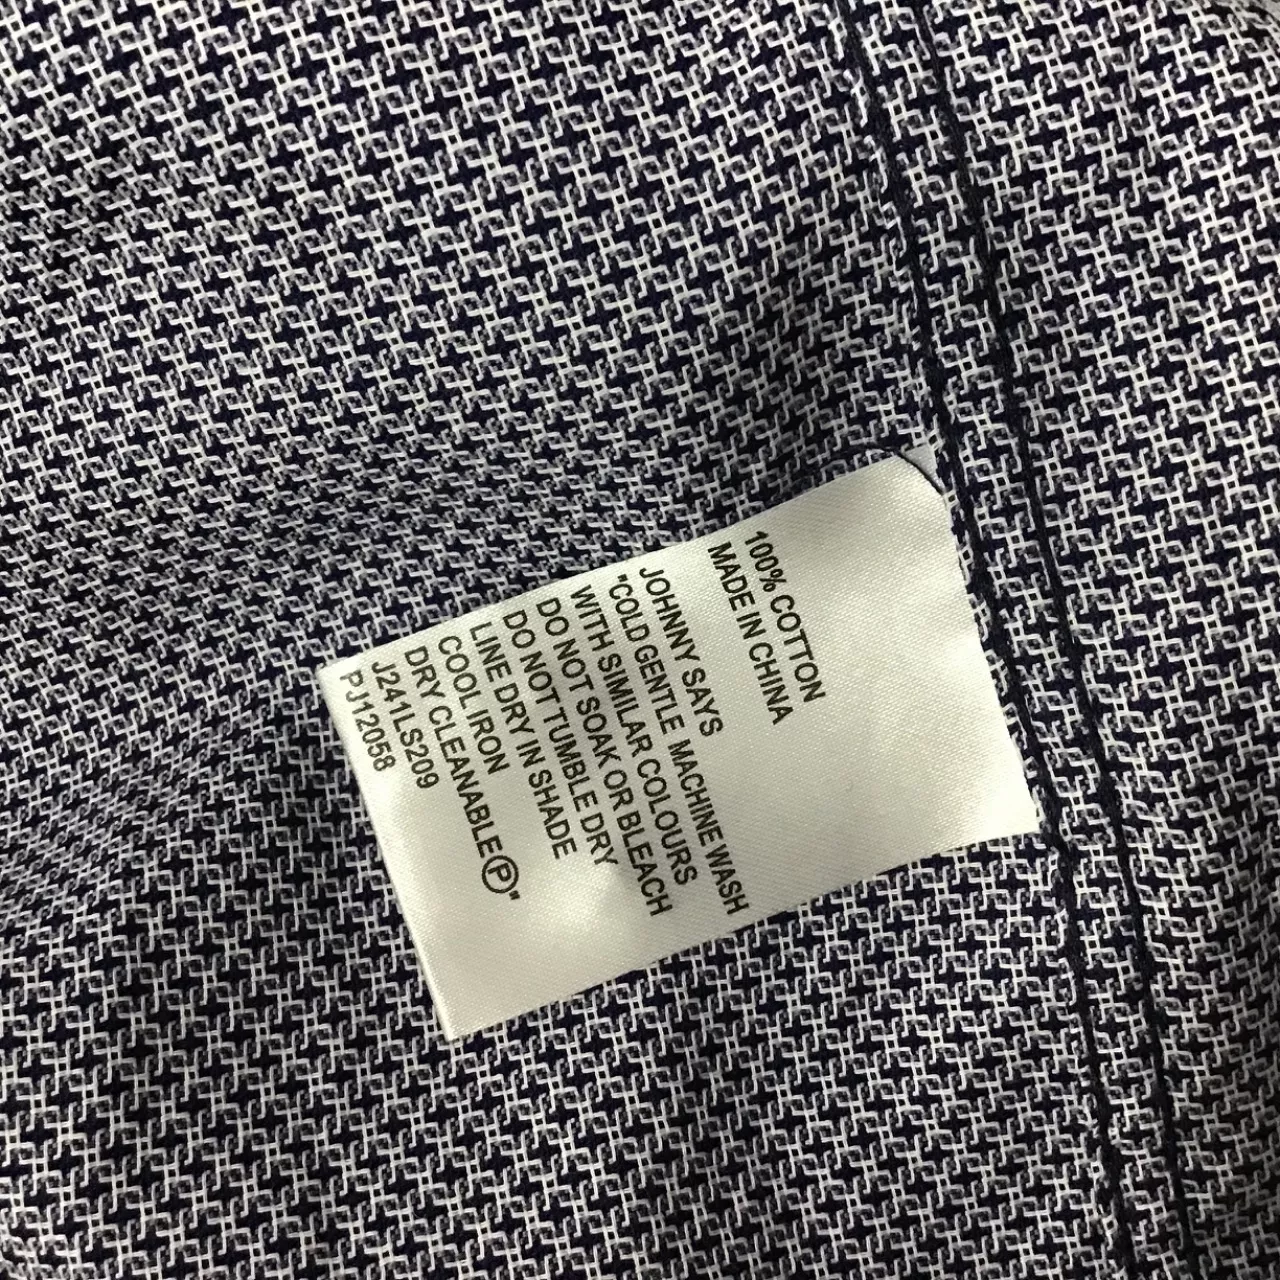 100% COTTON
MADE IN CHINA
JOHNNY SAYS
"COLD GENTLE MACHINE WASH
WITH SIMILAR COLOURS
DO NOT SOAK OR BLEACH
DO NOT TUMBLE DRY
LINE DRY IN SHADE
COOL IRON
DRY CLEANABLE Ⓟ"
J241LS209
PJ12058